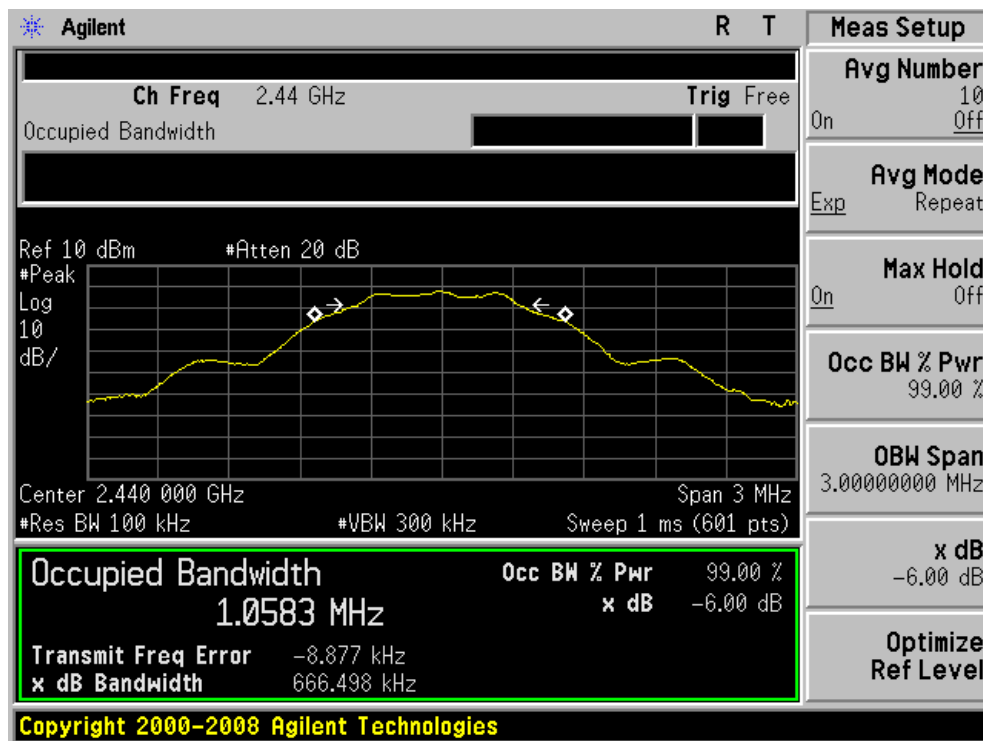 Agilent
R T
Meas Setup
Ch Freq 2.44 GHz
Trig Free
Occupied Bandwidth
Ref 10 dBm
#Atten 20 dB
#Peak
Log
10
dB/
Center 2.440 000 GHz
Span 3 MHz
#Res BW 100 kHz
#VBW 300 kHz
Sweep 1 ms (601 pts)
Occupied Bandwidth
1.0583 MHz
Occ BW % Pwr 99.00 %
x dB -6.00 dB
Transmit Freq Error -8.877 kHz
x dB Bandwidth 666.498 kHz
Avg Number
10
On Off
Avg Mode
Exp Repeat
Max Hold
On Off
Occ BW % Pwr
99.00 %
OBW Span
3.00000000 MHz
x dB
-6.00 dB
Optimize
Ref Level
Copyright 2000-2008 Agilent Technologies